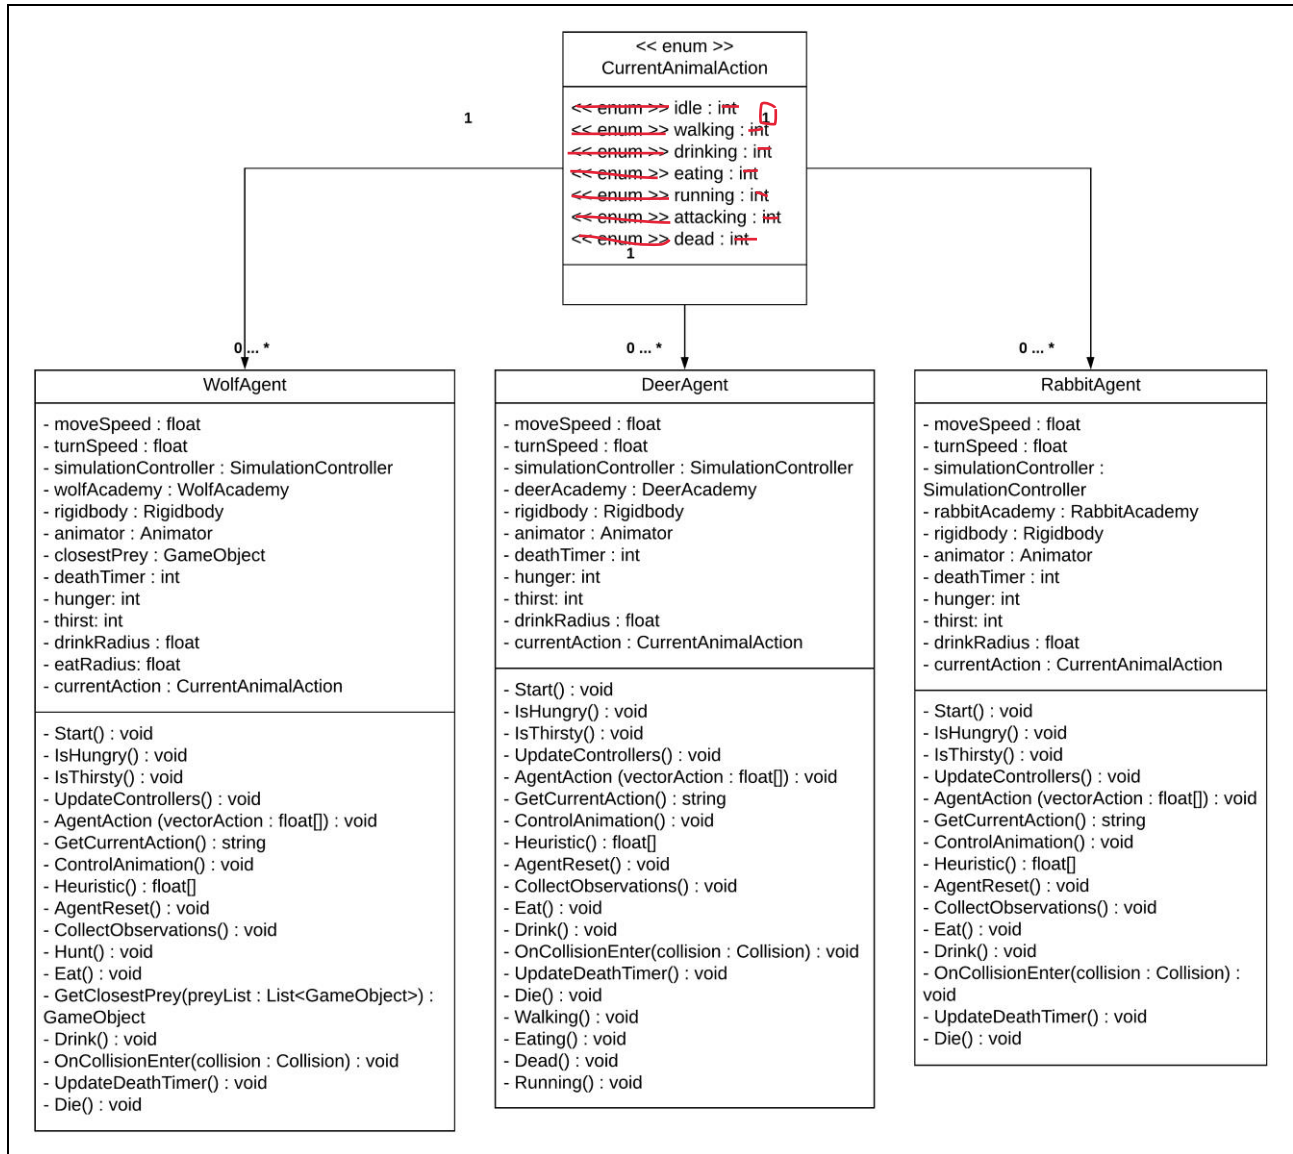 << enum >>
CurrentAnimalAction
<< enum >> idle : int
<< enum >> walking : int
<< enum >> drinking : int
<< enum >> eating : int
<< enum >> running : int
<< enum >> attacking : int
<< enum >> dead : int
1
1
1
0 ... *
0 ... *
0 ... *
WolfAgent
- moveSpeed : float
- turnSpeed : float
- simulationController : SimulationController
- wolfAcademy : WolfAcademy
- rigidbody : Rigidbody
- animator : Animator
- closestPrey : GameObject
- deathTimer : int
- hunger: int
- thirst: int
- drinkRadius : float
- eatRadius: float
- currentAction : CurrentAnimalAction
- Start() : void
- IsHungry() : void
- IsThirsty() : void
- UpdateControllers() : void
- AgentAction (vectorAction : float[]) : void
- GetCurrentAction() : string
- ControlAnimation() : void
- Heuristic() : float[]
- AgentReset() : void
- CollectObservations() : void
- Hunt() : void
- Eat() : void
- GetClosestPrey(preyList : List<GameObject>) :
GameObject
- Drink() : void
- OnCollisionEnter(collision : Collision) : void
- UpdateDeathTimer() : void
- Die() : void
DeerAgent
- moveSpeed : float
- turnSpeed : float
- simulationController : SimulationController
- deerAcademy : DeerAcademy
- rigidbody : Rigidbody
- animator : Animator
- deathTimer : int
- hunger: int
- thirst: int
- drinkRadius : float
- currentAction : CurrentAnimalAction
- Start() : void
- IsHungry() : void
- IsThirsty() : void
- UpdateControllers() : void
- AgentAction (vectorAction : float[]) : void
- GetCurrentAction() : string
- ControlAnimation() : void
- Heuristic() : float[]
- AgentReset() : void
- CollectObservations() : void
- Eat() : void
- Drink() : void
- OnCollisionEnter(collision : Collision) : void
- UpdateDeathTimer() : void
- Die() : void
- Walking() : void
- Eating() : void
- Dead() : void
- Running() : void
RabbitAgent
- moveSpeed : float
- turnSpeed : float
- simulationController :
SimulationController
- rabbitAcademy : RabbitAcademy
- rigidbody : Rigidbody
- animator : Animator
- deathTimer : int
- hunger: int
- thirst: int
- drinkRadius : float
- currentAction : CurrentAnimalAction
- Start() : void
- IsHungry() : void
- IsThirsty() : void
- UpdateControllers() : void
- AgentAction (vectorAction : float[]) : void
- GetCurrentAction() : string
- ControlAnimation() : void
- Heuristic() : float[]
- AgentReset() : void
- CollectObservations() : void
- Eat() : void
- Drink() : void
- OnCollisionEnter(collision : Collision) :
void
- UpdateDeathTimer() : void
- Die() : void